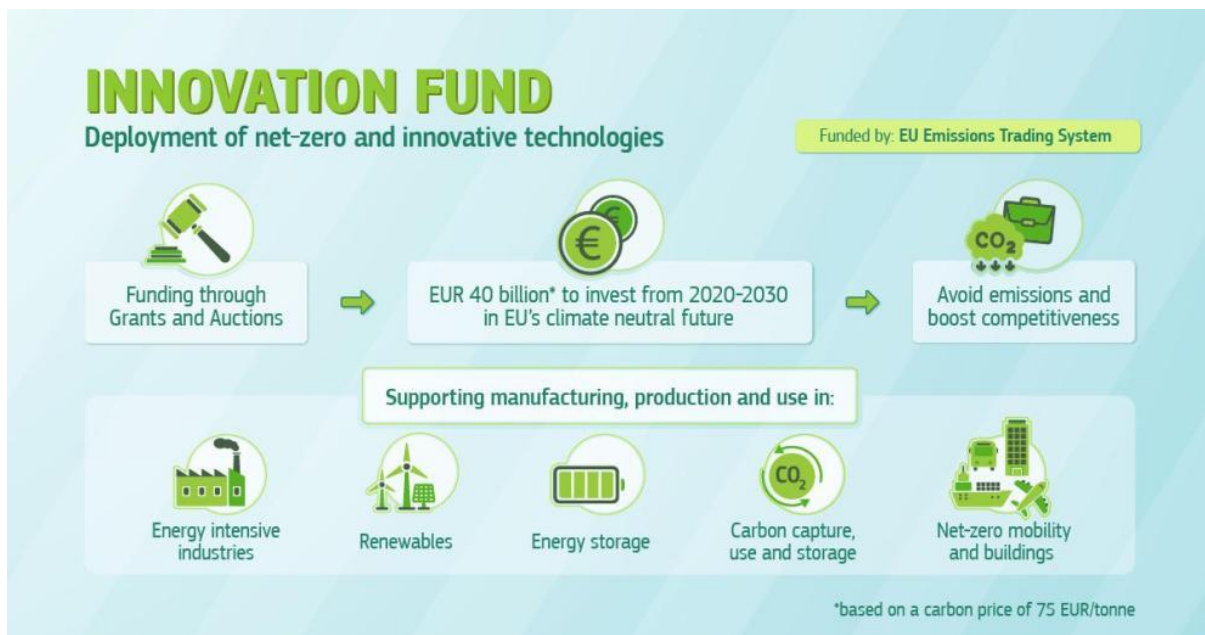 INNOVATION FUND
Deployment of net-zero and innovative technologies
Funded by: EU Emissions Trading System
Funding through
Grants and Auctions
€
€
EUR 40 billion* to invest from 2020-2030
in EU's climate neutral future
CO₂
Avoid emissions and
boost competitiveness
Supporting manufacturing, production and use in:
Energy intensive
industries
Renewables
Energy storage
CO₂
Carbon capture,
use and storage
Net-zero mobility
and buildings
*based on a carbon price of 75 EUR/tonne